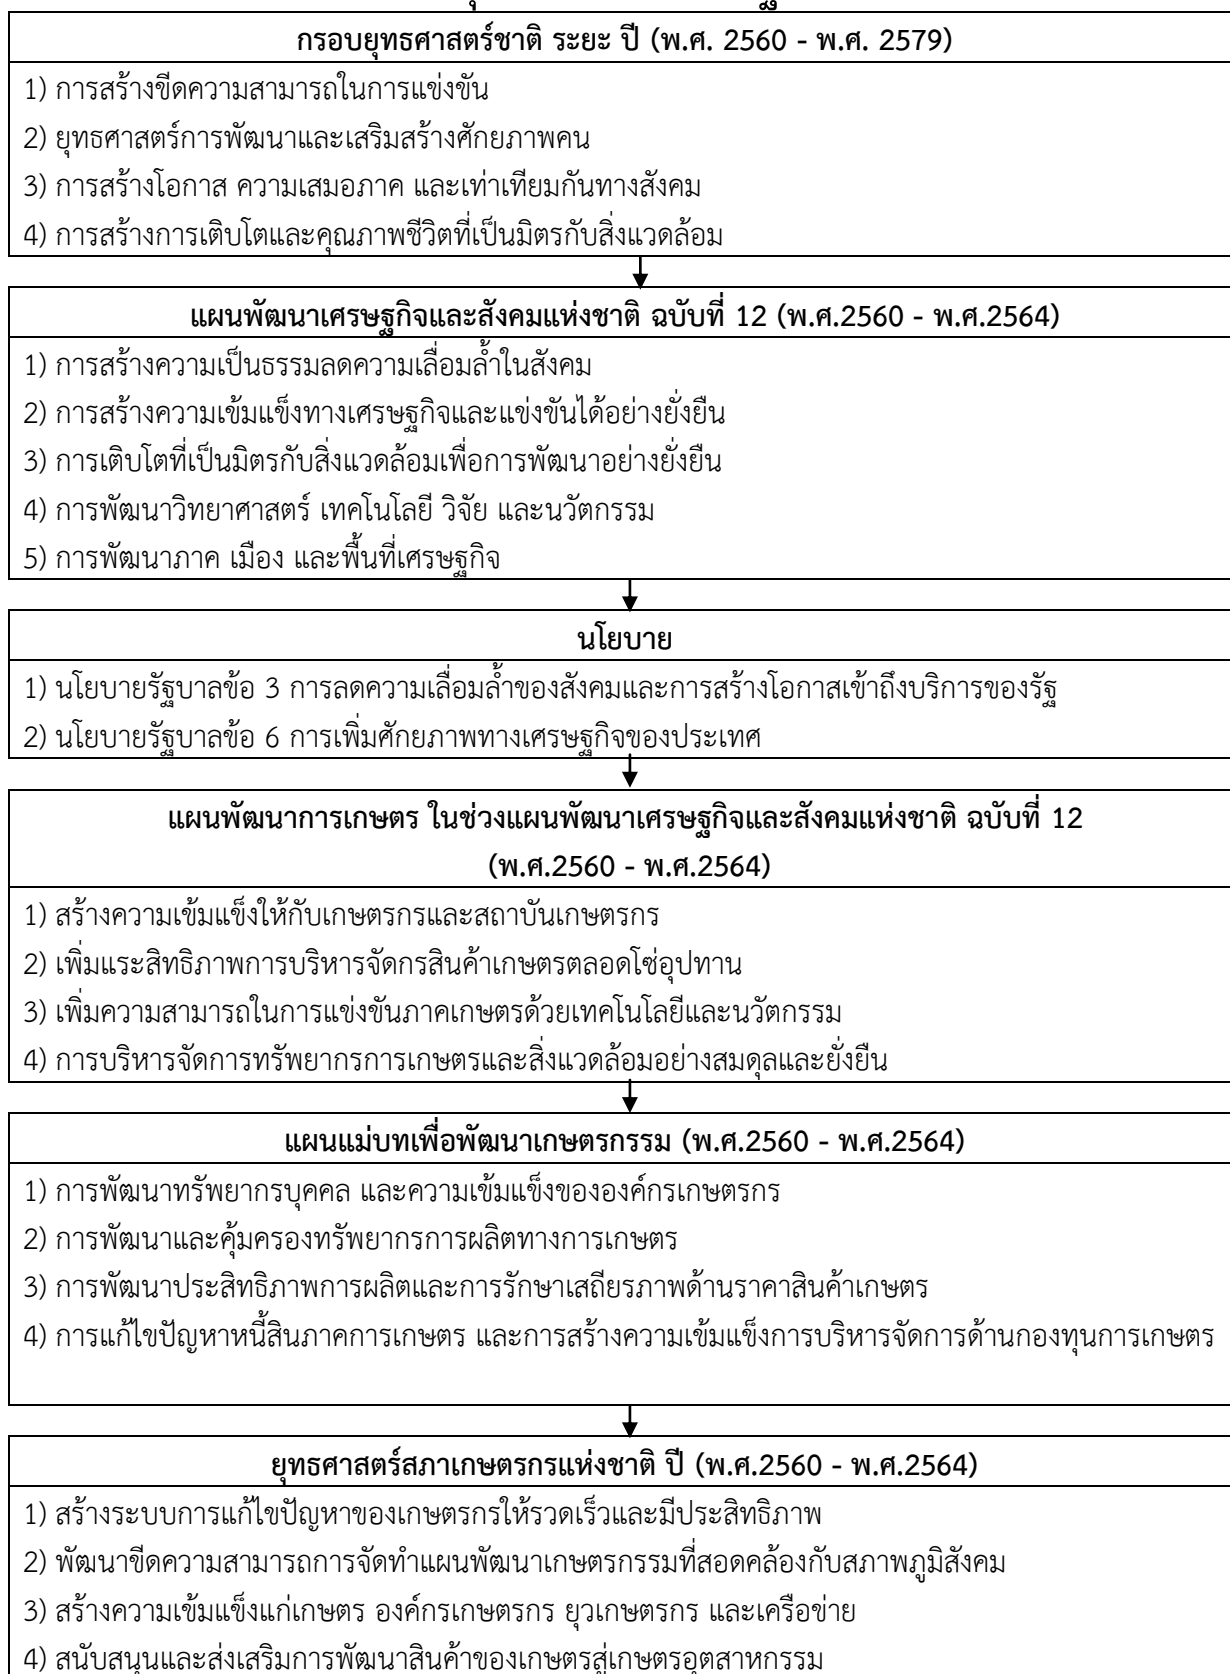 กรอบยุทธศาสตร์ชาติ ระยะ ปี (พ.ศ. 2560 - พ.ศ. 2579)
1) การสร้างขีดความสามารถในการแข่งขัน
2) ยุทธศาสตร์การพัฒนาและเสริมสร้างศักยภาพคน
3) การสร้างโอกาส ความเสมอภาค และเท่าเทียมกันทางสังคม
4) การสร้างการเติบโตและคุณภาพชีวิตที่เป็นมิตรกับสิ่งแวดล้อม
แผนพัฒนาเศรษฐกิจและสังคมแห่งชาติ ฉบับที่ 12 (พ.ศ.2560 - พ.ศ.2564)
1) การสร้างความเป็นธรรมลดความเลื่อมล้ำในสังคม
2) การสร้างความเข้มแข็งทางเศรษฐกิจและแข่งขันได้อย่างยั่งยืน
3) การเติบโตที่เป็นมิตรกับสิ่งแวดล้อมเพื่อการพัฒนาอย่างยั่งยืน
4) การพัฒนาวิทยาศาสตร์ เทคโนโลยี วิจัย และนวัตกรรม
5) การพัฒนาภาค เมือง และพื้นที่เศรษฐกิจ
นโยบาย
1) นโยบายรัฐบาลข้อ 3 การลดความเลื่อมล้ำของสังคมและการสร้างโอกาสเข้าถึงบริการของรัฐ
2) นโยบายรัฐบาลข้อ 6 การเพิ่มศักยภาพทางเศรษฐกิจของประเทศ
แผนพัฒนาการเกษตร ในช่วงแผนพัฒนาเศรษฐกิจและสังคมแห่งชาติ ฉบับที่ 12
(พ.ศ.2560 - พ.ศ.2564)
1) สร้างความเข้มแข็งให้กับเกษตรกรและสถาบันเกษตรกร
2) เพิ่มแระสิทธิภาพการบริหารจัดกรสินค้าเกษตรตลอดโซ่อุปทาน
3) เพิ่มความสามารถในการแข่งขันภาคเกษตรด้วยเทคโนโลยีและนวัตกรรม
4) การบริหารจัดการทรัพยากรการเกษตรและสิ่งแวดล้อมอย่างสมดุลและยั่งยืน
แผนแม่บทเพื่อพัฒนาเกษตรกรรม (พ.ศ.2560 - พ.ศ.2564)
1) การพัฒนาทรัพยากรบุคคล และความเข้มแข็งขององค์กรเกษตรกร
2) การพัฒนาและคุ้มครองทรัพยากรการผลิตทางการเกษตร
3) การพัฒนาประสิทธิภาพการผลิตและการรักษาเสถียรภาพด้านราคาสินค้าเกษตร
4) การแก้ไขปัญหาหนี้สินภาคการเกษตร และการสร้างความเข้มแข็งการบริหารจัดการด้านกองทุนการเกษตร
ยุทธศาสตร์สภาเกษตรกรแห่งชาติ ปี (พ.ศ.2560 - พ.ศ.2564)
1) สร้างระบบการแก้ไขปัญหาของเกษตรกรให้รวดเร็วและมีประสิทธิภาพ
2) พัฒนาขีดความสามารถการจัดทำแผนพัฒนาเกษตรกรรมที่สอดคล้องกับสภาพภูมิสังคม
3) สร้างความเข้มแข็งแก่เกษตร องค์กรเกษตรกร ยุวเกษตรกร และเครือข่าย
4) สนับสนุนและส่งเสริมการพัฒนาสินค้าของเกษตรสู่เกษตรอุตสาหกรรม